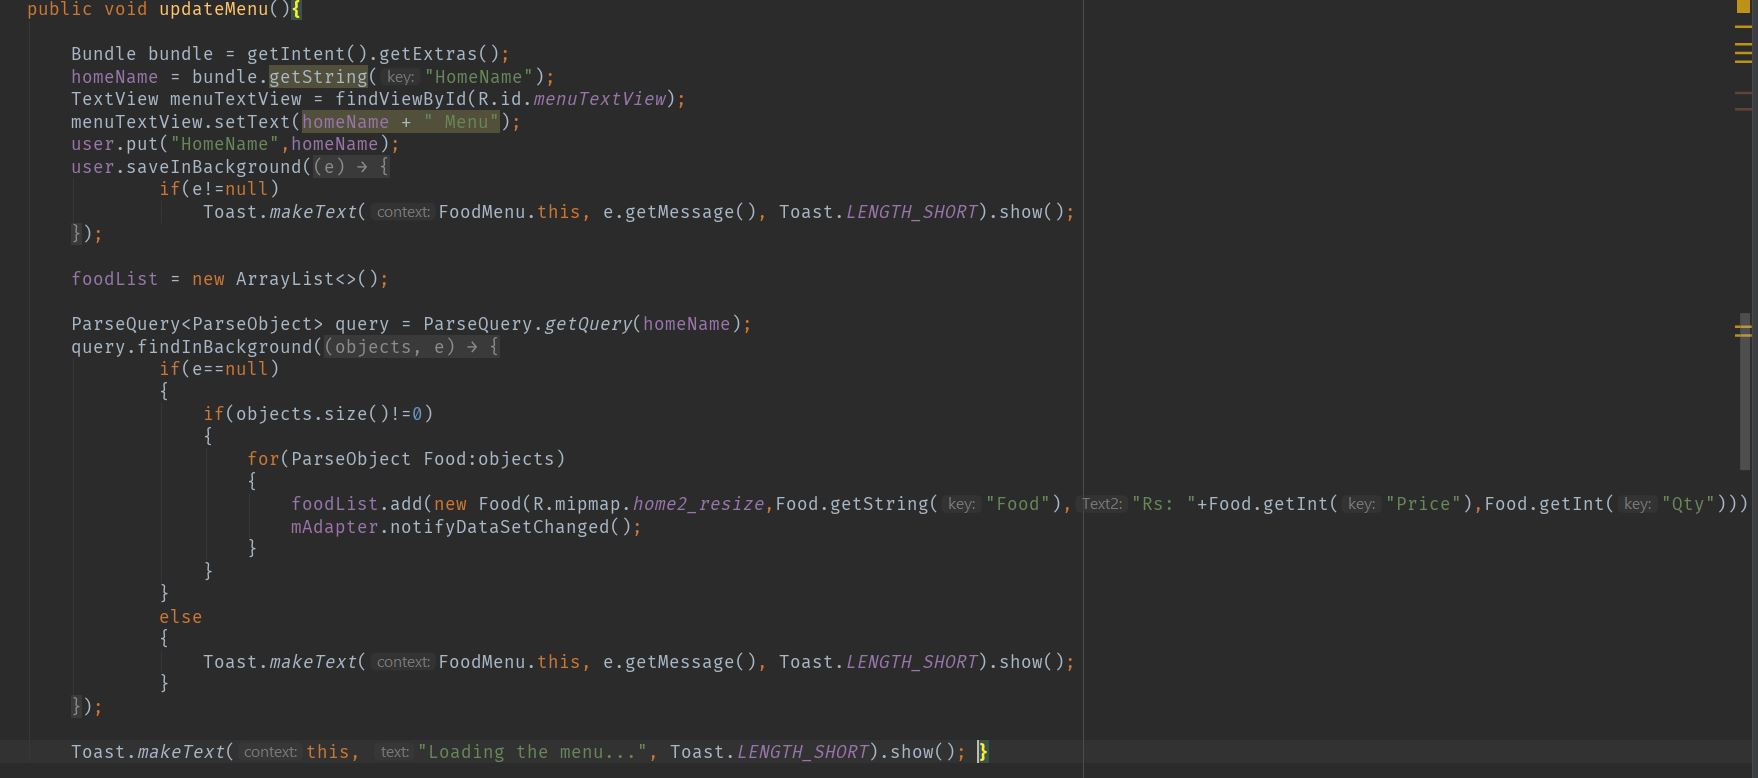 public void updateMenu(){
Bundle bundle = getIntent().getExtras();
homeName = bundle.getString( key: "HomeName");
TextView menuTextView = findViewById(R.id.menuTextView);
menuTextView.setText(homeName + " Menu");
user.put("HomeName",homeName);
user.saveInBackground((e) → {
if(e!=null)
Toast.makeText( context: FoodMenu.this, e.getMessage(), Toast.LENGTH_SHORT).show();
});
foodList = new ArrayList<>();
ParseQuery<ParseObject> query = ParseQuery.getQuery(homeName);
query.findInBackground((objects, e) → {
if(e==null)
{
if(objects.size()!=0)
{
for(ParseObject Food:objects)
{
foodList.add(new Food(R.mipmap.home2_resize,Food.getString( key: "Food"), Text2: "Rs: "+Food.getInt( key: "Price"),Food.getInt( key: "Qty")))
mAdapter.notifyDataSetChanged();
}
}
}
else
{
Toast.makeText( context: FoodMenu.this, e.getMessage(), Toast.LENGTH_SHORT).show();
}
});
Toast.makeText( context: this, text: "Loading the menu...", Toast.LENGTH_SHORT).show(); }